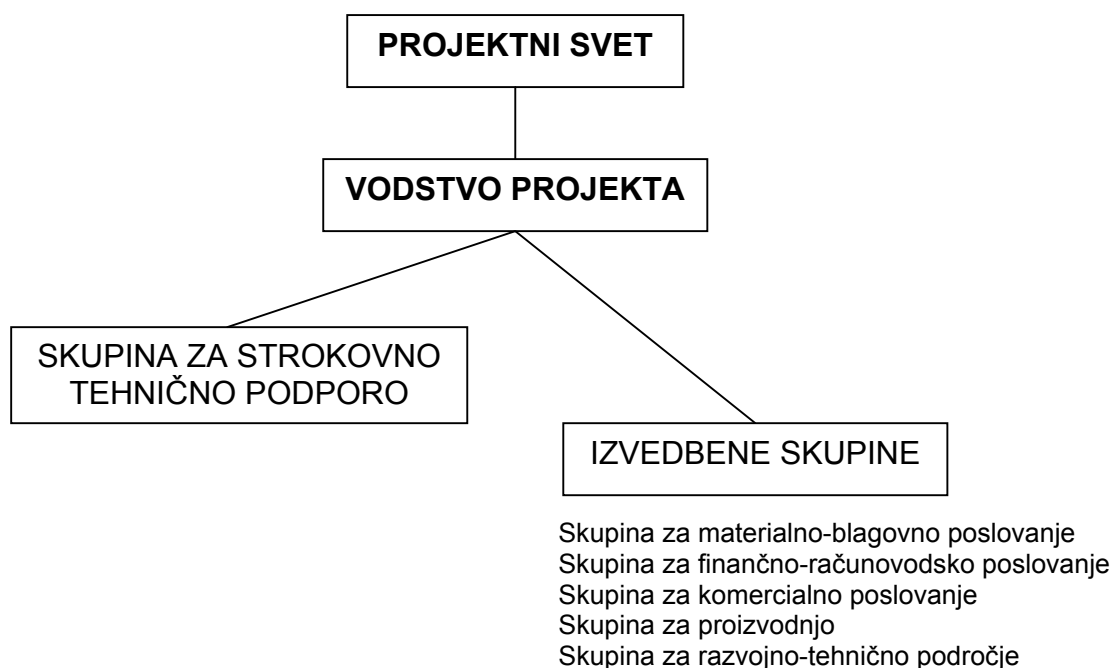 PROJEKTNI SVET
VODSTVO PROJEKTA
SKUPINA ZA STROKOVNO
TEHNIČNO PODPORO
IZVEDBENE SKUPINE
Skupina za materialno-blagovno poslovanje
Skupina za finančno-računovodsko poslovanje
Skupina za komercialno poslovanje
Skupina za proizvodnjo
Skupina za razvojno-tehnično področje